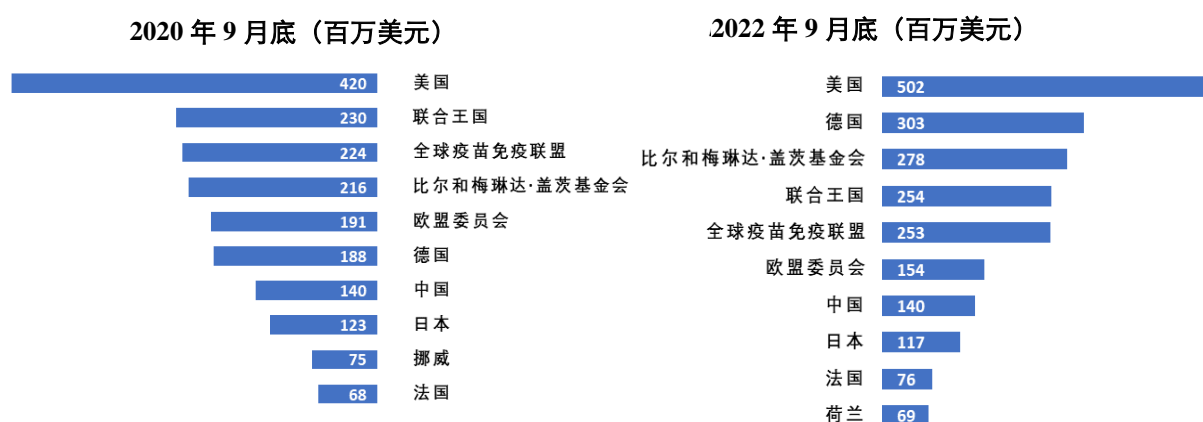 2020 年 9 月底（百万美元）
420 美国
230 联合王国
224 全球疫苗免疫联盟
216 比尔和梅琳达·盖茨基金会
191 欧盟委员会
188 德国
140 中国
123 日本
75 挪威
68 法国
2022 年 9 月底（百万美元）
美国 502
德国 303
比尔和梅琳达·盖茨基金会 278
联合王国 254
全球疫苗免疫联盟 253
欧盟委员会 154
中国 140
日本 117
法国 76
荷兰 69